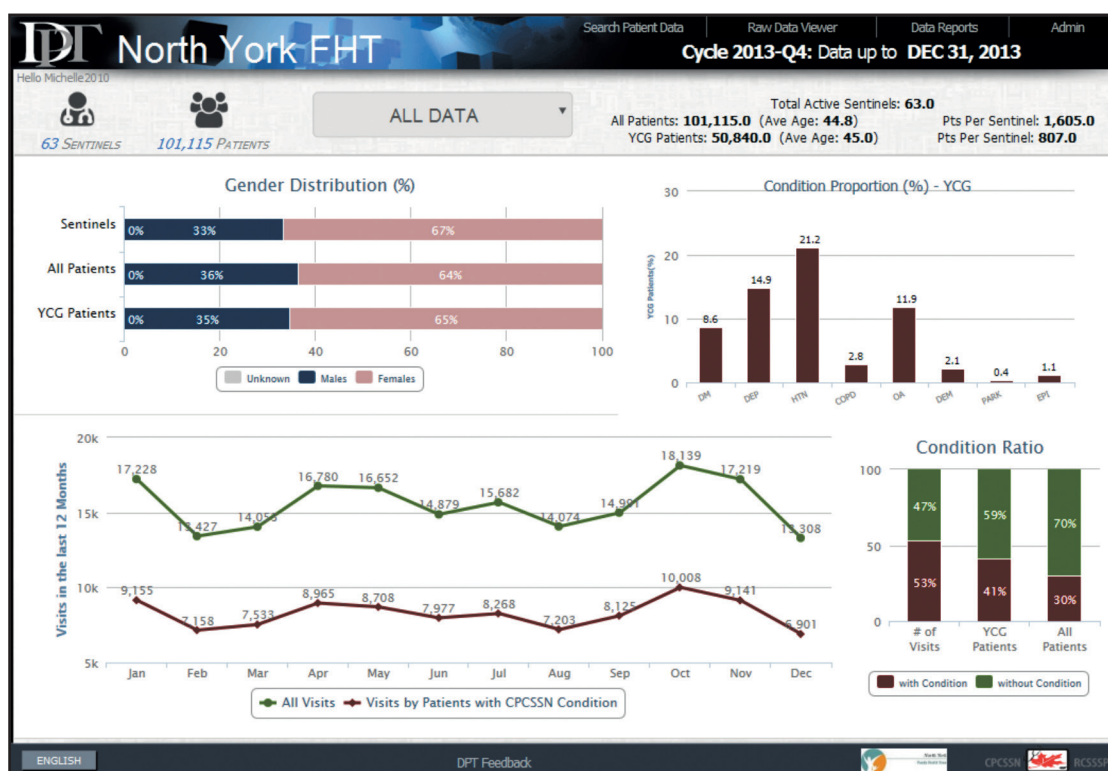 Search Patient Data Raw Data Viewer Data Reports Admin
DPT North York FHT
Cycle 2013-Q4: Data up to DEC 31, 2013
Hello Michelle2010
63 SENTINELS 101,115 PATIENTS
ALL DATA
Total Active Sentinels: 63.0
All Patients: 101,115.0 (Ave Age: 44.8) Pts Per Sentinel: 1,605.0
YCG Patients: 50,840.0 (Ave Age: 45.0) Pts Per Sentinel: 807.0
Gender Distribution (%)
Sentinels 0% 33% 67%
All Patients 0% 36% 64%
YCG Patients 0% 35% 65%
0 20 40 60 80 100
Unknown Males Females
Condition Proportion (%) - YCG
YCG Patients(%)
30
20
10
0
8.6 14.9 21.2 2.8 11.9 2.1 0.4 1.1
DM DEP HTN COPD OA DEM PARK EPI
Visits in the last 12 Months
20k
15k
10k
5k
17,228 16,780 16,652 14,879 15,682 14,074 18,139 17,219
9,155 7,158 7,533 8,965 8,708 7,977 8,268 7,203 8,125 10,008 9,141
Jan Feb Mar Apr May Jun Jul Aug Sep Oct Nov Dec
All Visits Visits by Patients with CPCSSN Condition
Condition Ratio
100
50
0
47% 59% 70%
53% 41% 30%
# of Visits
YCG Patients
All Patients
with Condition without Condition
ENGLISH DPT Feedback CPCSSN RCSSSP